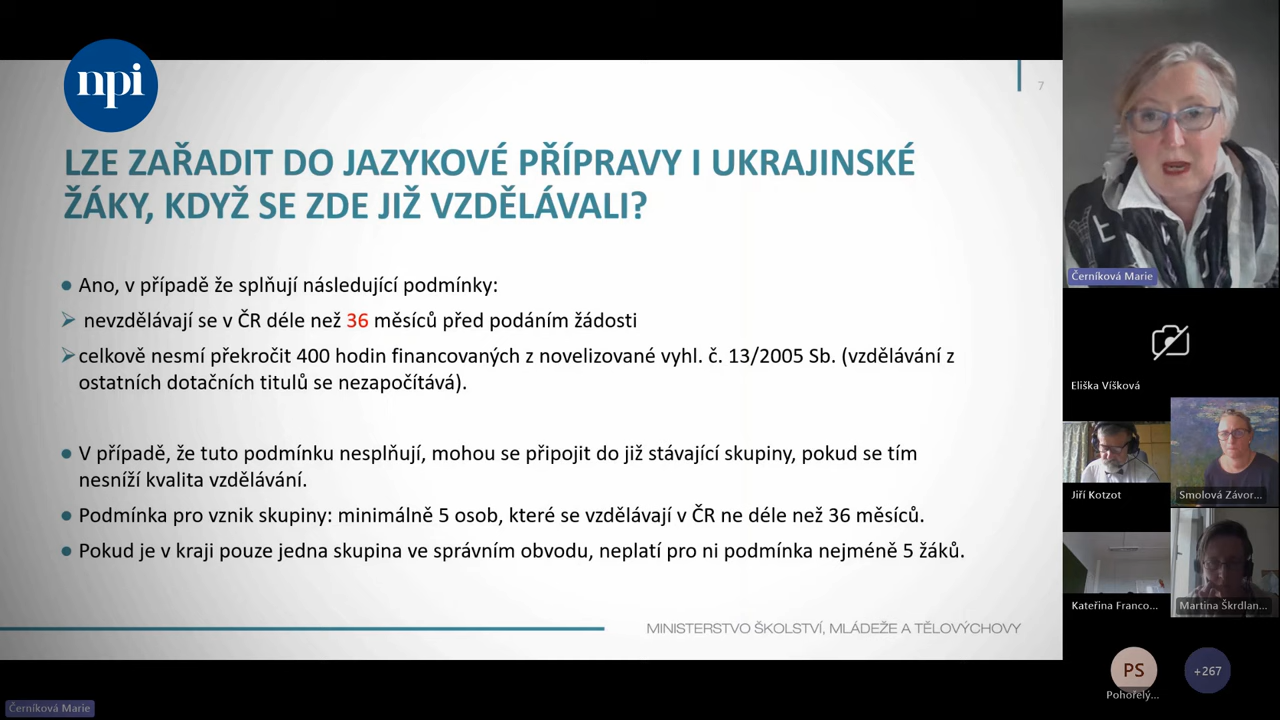 npi
7
LZE ZAŘADIT DO JAZYKOVÉ PŘÍPRAVY I UKRAJINSKÉ
ŽÁKY, KDYŽ SE ZDE JIŽ VZDĚLÁVALI?
Ano, v případě že splňují následující podmínky:
nevzdělávají se v ČR déle než 36 měsíců před podáním žádosti
celkově nesmí překročit 400 hodin financovaných z novelizované vyhl. č. 13/2005 Sb. (vzdělávání z
ostatních dotačních titulů se nezapočítává).
V případě, že tuto podmínku nesplňují, mohou se připojit do již stávající skupiny, pokud se tím
nesníží kvalita vzdělávání.
Podmínka pro vznik skupiny: minimálně 5 osob, které se vzdělávají v ČR ne déle než 36 měsíců.
Pokud je v kraji pouze jedna skupina ve správním obvodu, neplatí pro ni podmínka nejméně 5 žáků.
MINISTERSTVO ŠKOLSTVÍ, MLÁDEŽE A TĚLOVÝCHOVY
Černíková Marie
Černíková Marie
Eliška Víšková
Jiří Kotzot
Smolová Závor...
Kateřina Franco...
Martina Škrdlan...
PS
Pohořelý...
+267